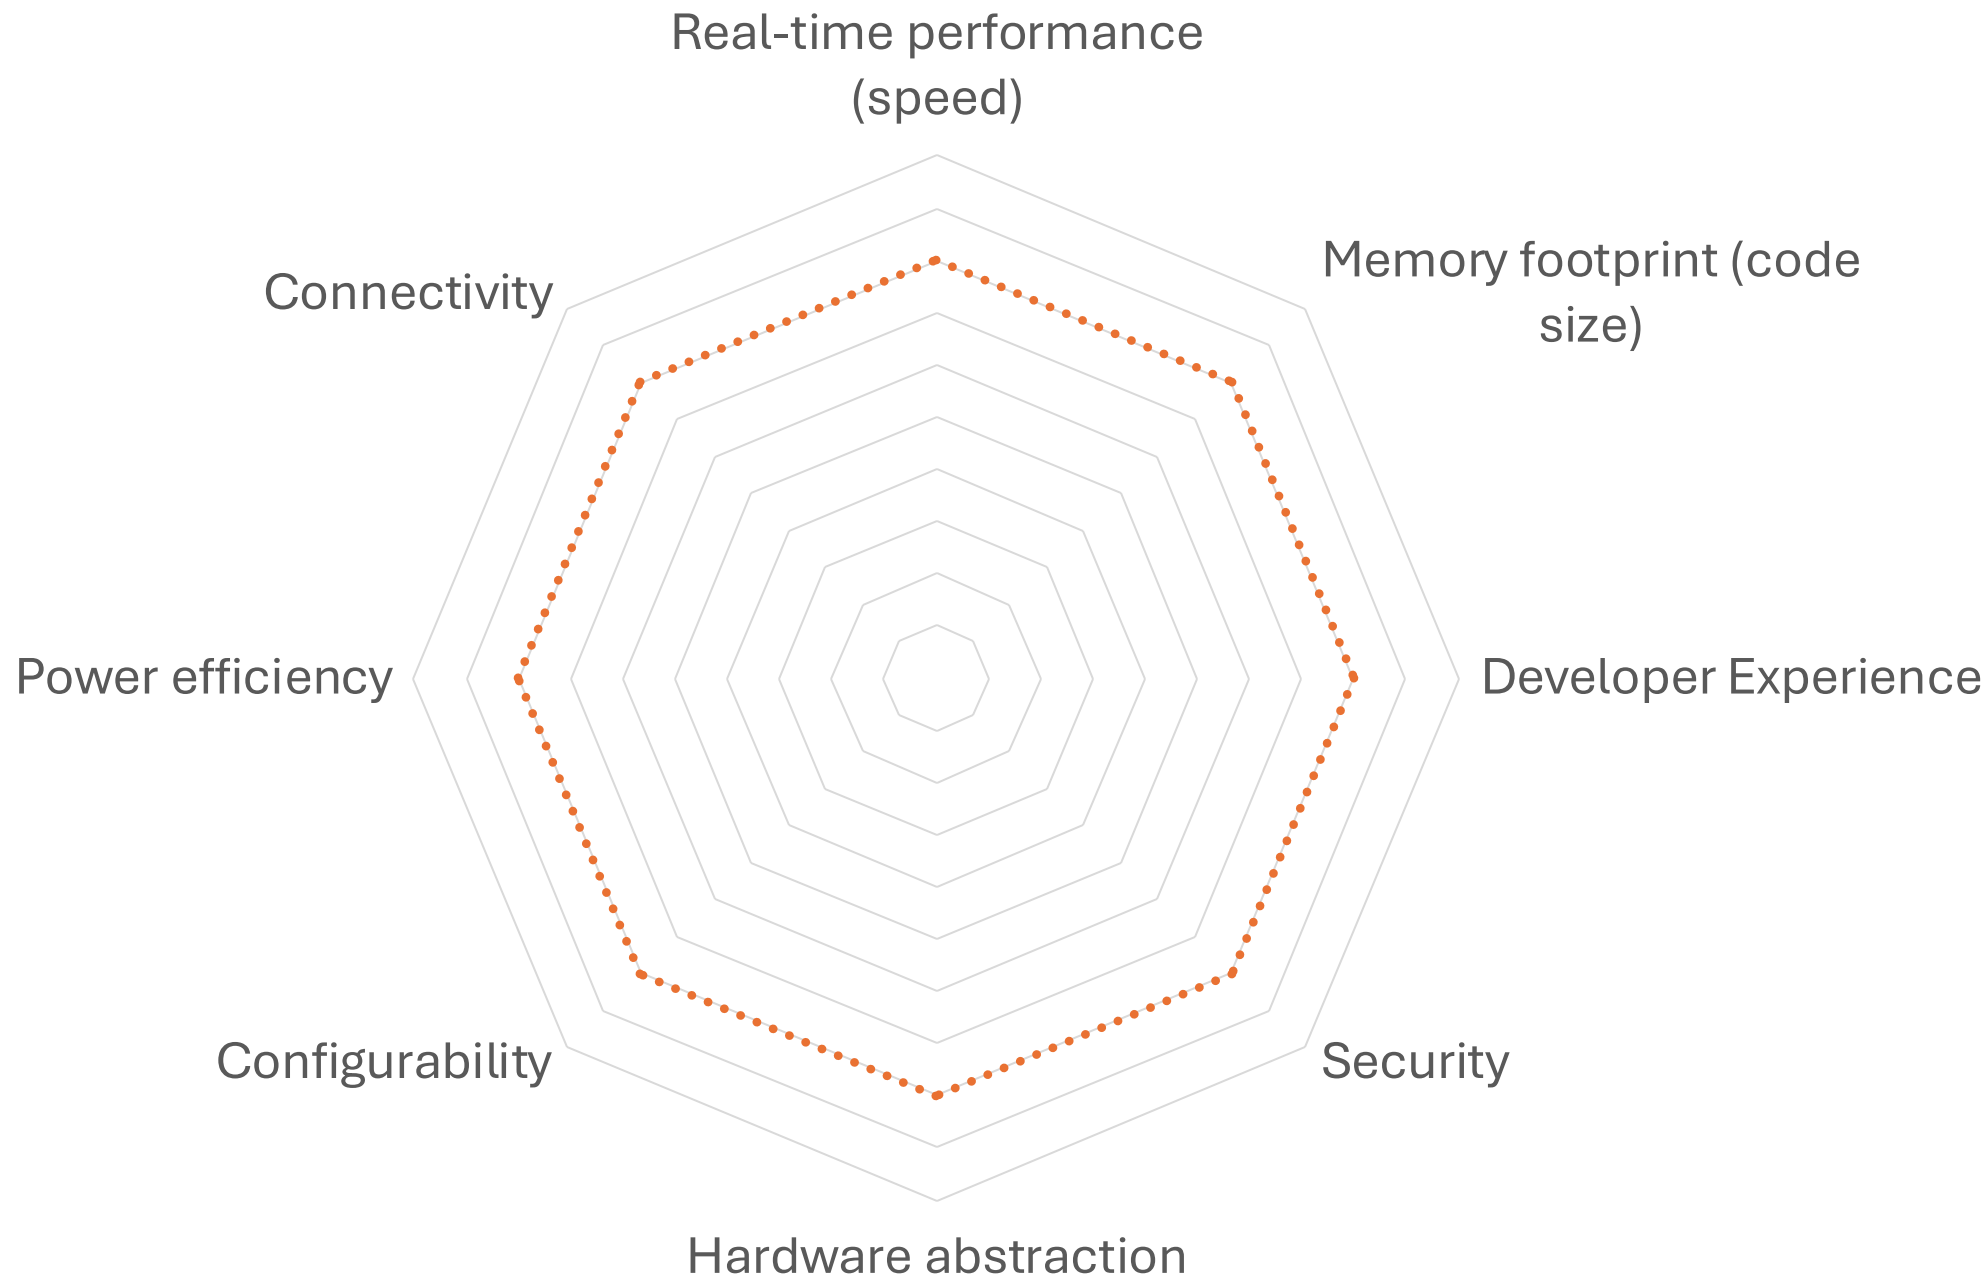 Real-time performance
(speed)
Memory footprint (code
size)
Developer Experience
Security
Hardware abstraction
Configurability
Power efficiency
Connectivity